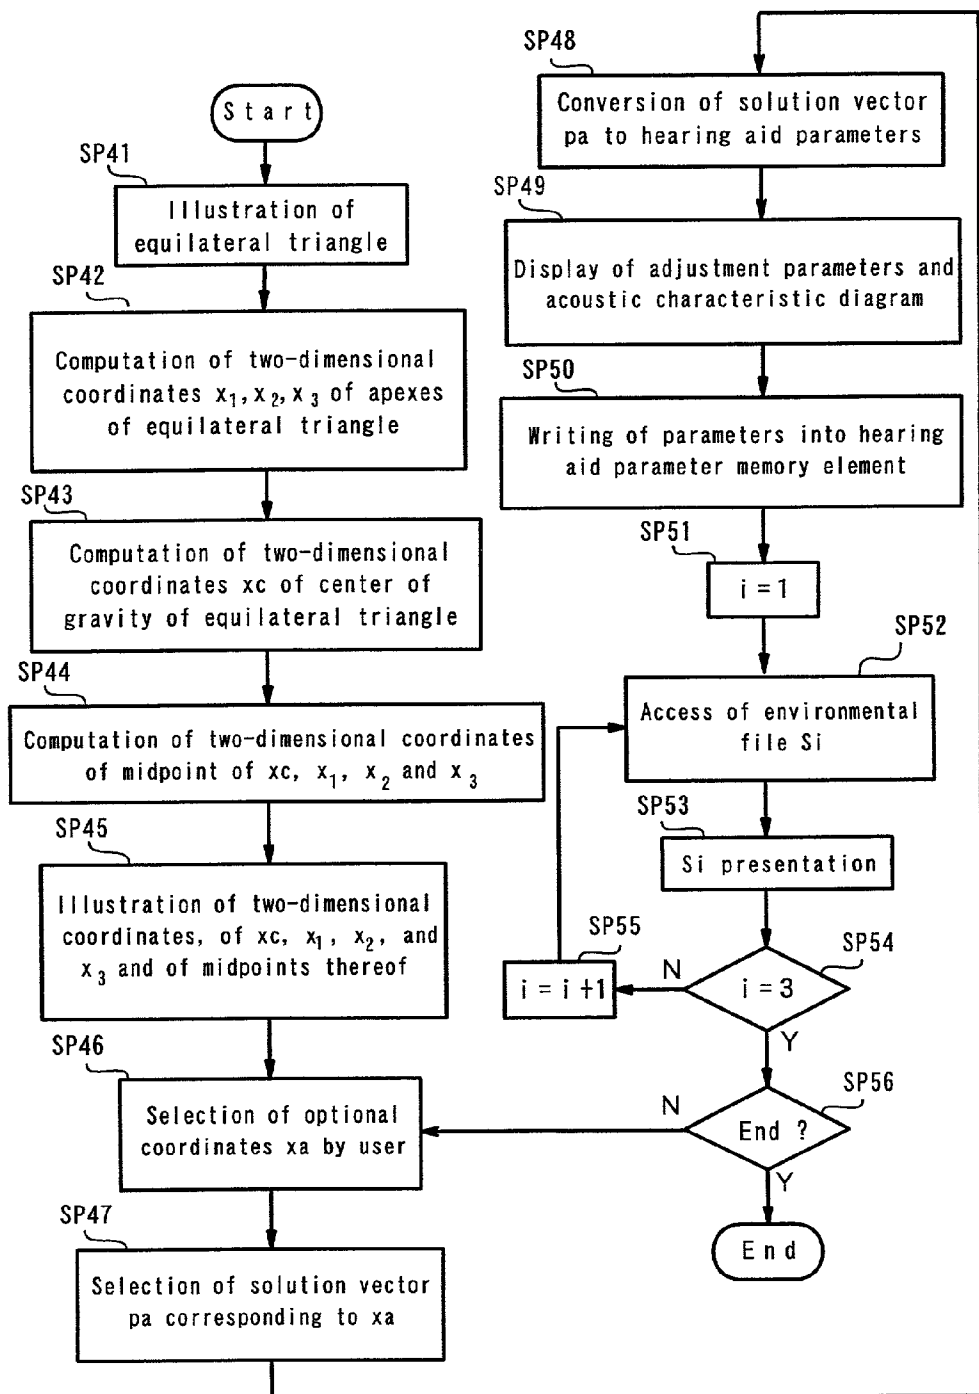 Start
SP41
Illustration of
equilateral triangle
SP42
Computation of two-dimensional
coordinates x₁, x₂, x₃ of apexes
of equilateral triangle
SP43
Computation of two-dimensional
coordinates xc of center of
gravity of equilateral triangle
SP44
Computation of two-dimensional coordinates
of midpoint of xc, x₁, x₂ and x₃
SP45
Illustration of two-dimensional
coordinates, of xc, x₁, x₂, and
x₃ and of midpoints thereof
SP46
Selection of optional
coordinates xa by user
SP47
Selection of solution vector
pa corresponding to xa
SP48
Conversion of solution vector
pa to hearing aid parameters
SP49
Display of adjustment parameters and
acoustic characteristic diagram
SP50
Writing of parameters into hearing
aid parameter memory element
SP51
i = 1
SP52
Access of environmental
file Si
SP53
Si presentation
SP54
i = 3
N
Y
SP55
i = i +1
SP56
End ?
N
Y
End